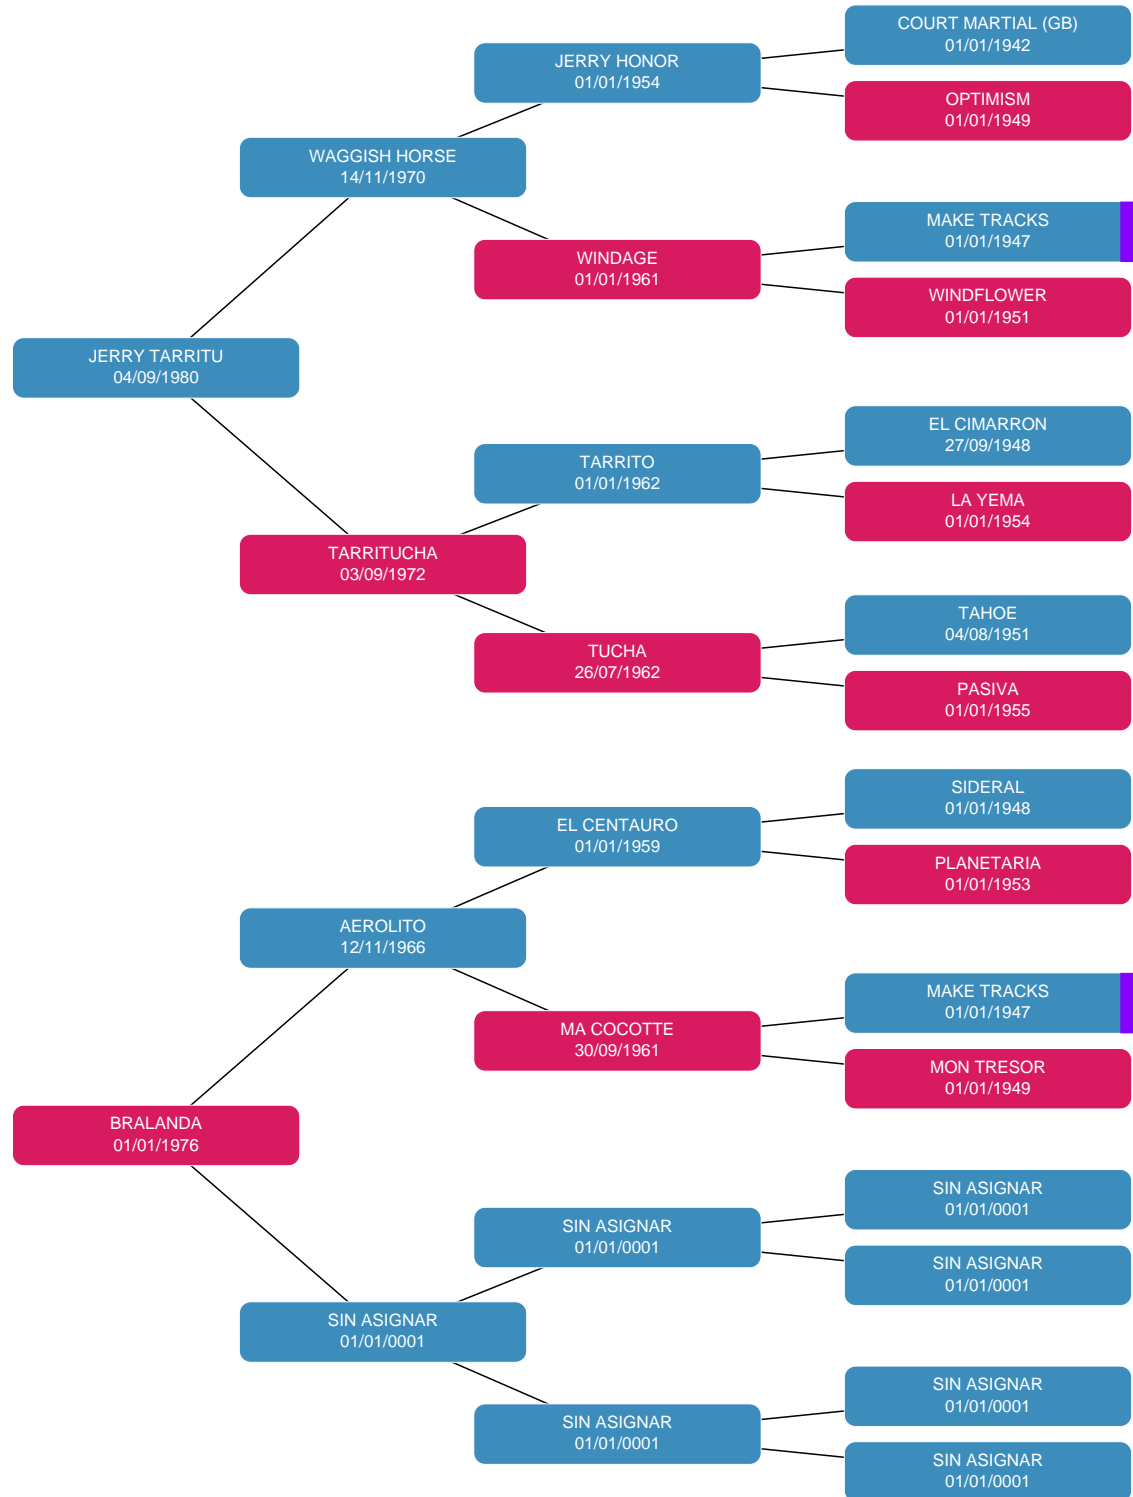 COURT MARTIAL (GB)
01/01/1942
JERRY HONOR
01/01/1954
OPTIMISM
01/01/1949
WAGGISH HORSE
14/11/1970
MAKE TRACKS
01/01/1947
WINDAGE
01/01/1961
WINDFLOWER
01/01/1951
JERRY TARRITU
04/09/1980
EL CIMARRON
27/09/1948
TARRITO
01/01/1962
LA YEMA
01/01/1954
TARRITUCHA
03/09/1972
TAHOE
04/08/1951
TUCHA
26/07/1962
PASIVA
01/01/1955
SIDERAL
01/01/1948
EL CENTAURO
01/01/1959
PLANETARIA
01/01/1953
AEROLITO
12/11/1966
MAKE TRACKS
01/01/1947
MA COCOTTE
30/09/1961
MON TRESOR
01/01/1949
BRALANDA
01/01/1976
SIN ASIGNAR
01/01/0001
SIN ASIGNAR
01/01/0001
SIN ASIGNAR
01/01/0001
SIN ASIGNAR
01/01/0001
SIN ASIGNAR
01/01/0001
SIN ASIGNAR
01/01/0001
SIN ASIGNAR
01/01/0001